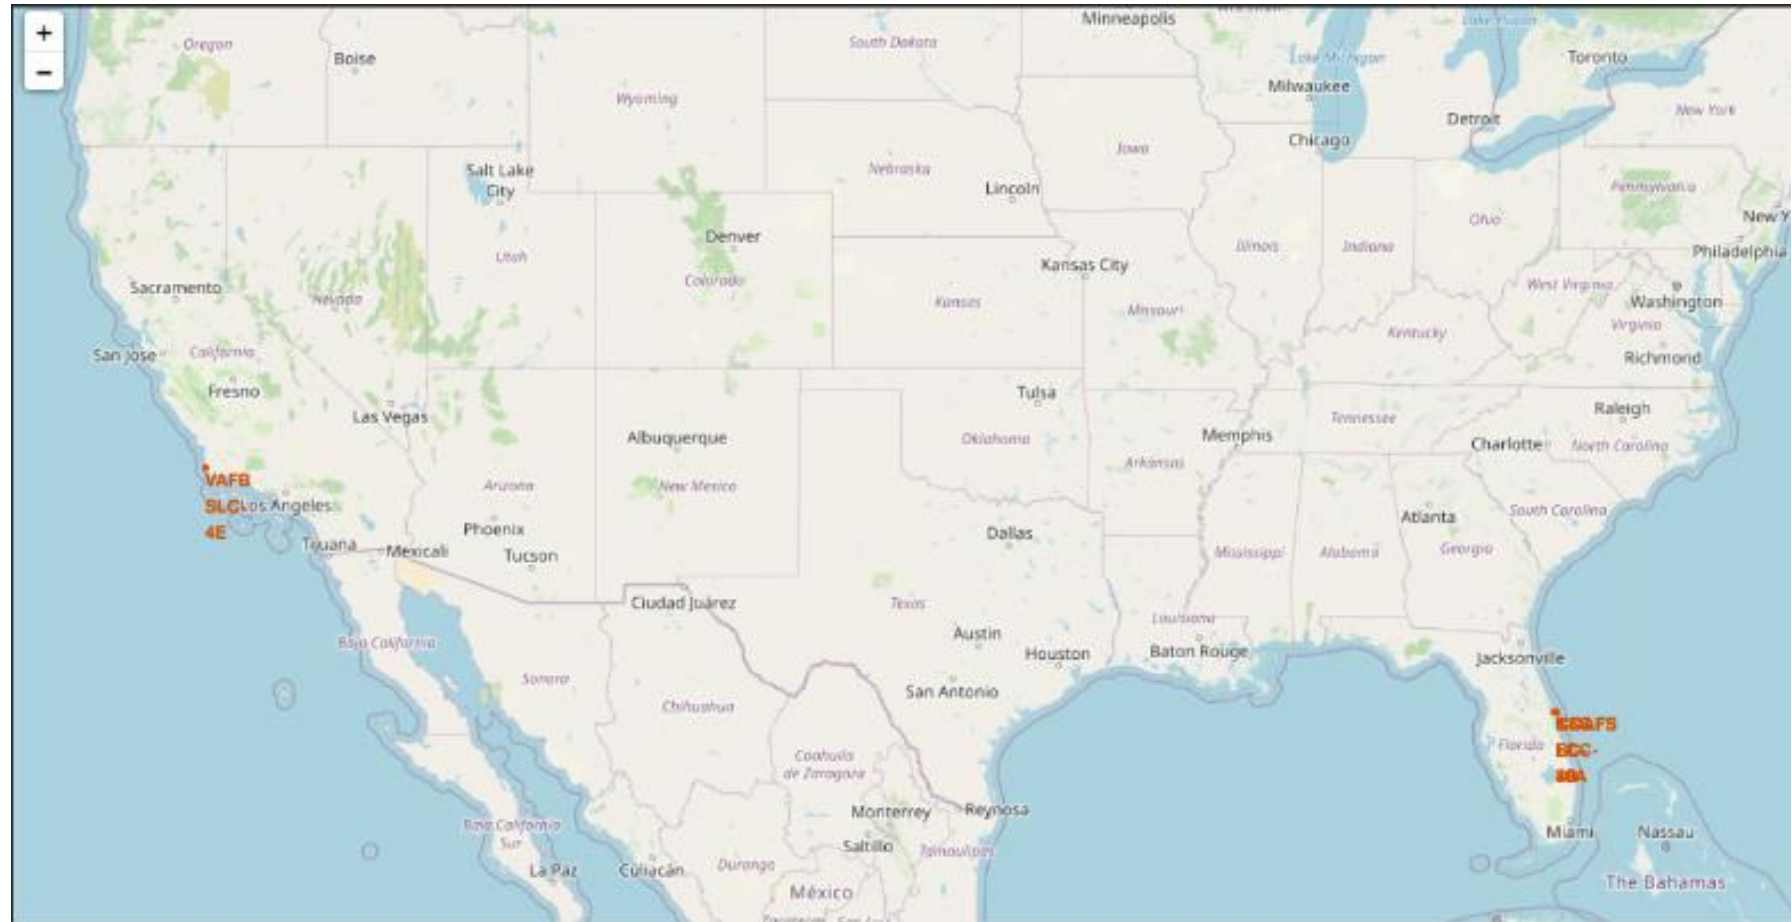 +
−
Oregon
Boise
South Dakota
Minneapolis
Lake Michigan
Toronto
Wyoming
Milwaukee
Detroit
New York
Iowa
Chicago
Salt Lake
City
Nebraska
Lincoln
Pennsylvania
New Y
Ohio
Denver
Utah
Illinois
Indiana
Philadelphia
Kansas City
Sacramento
Nevada
Colorado
Kansas
Missouri
West Virginia
Washington
Virginia
Kentucky
San Jose
California
Richmond
Fresno
Las Vegas
Tulsa
Tennessee
Raleigh
Albuquerque
Oklahoma
Memphis
Charlotte
North Carolina
Arkansas
VAFB
SLC-
4E
Los Angeles
Arizona
New Mexico
Phoenix
Dallas
Atlanta
South Carolina
Tijuana
Mexicali
Tucson
Mississippi
Alabama
Georgia
Ciudad Juárez
Texas
Louisiana
Baja California
Austin
Houston
Baton Rouge
Jacksonville
Sonora
San Antonio
Chihuahua
Florida
Coahuila
de Zaragoza
Monterrey
Reynosa
Baja California
Sur
Saltillo
Tamaulipas
Miami
Nassau
La Paz
Culiacán
Durango
México
The Bahamas